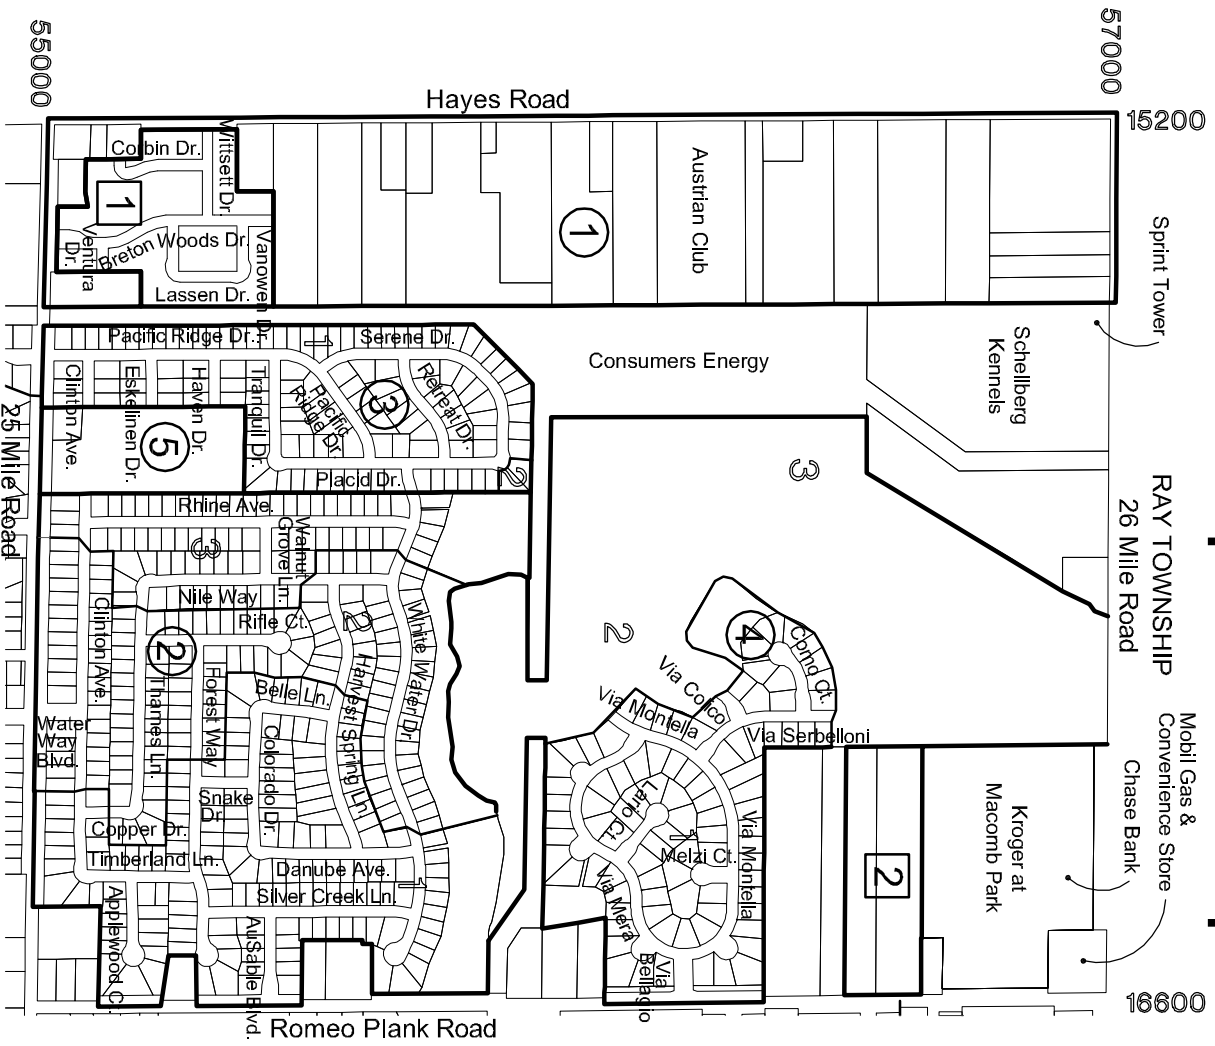 55000
57000
Hayes Road
15200
Corbin Dr.
Wittsett Dr.
1
Ventura
Dr.
Breton Woods Dr.
Vanowen Dr.
Lassen Dr.
1
Austrian Club
Sprint Tower
Pacific Ridge Dr.
1
Serene Dr.
Consumers Energy
Schellberg
Kennels
Clinton Ave.
Eskelinen Dr.
Haven Dr.
Tranquil Dr.
Pacific
Ridge Dr.
3
Retreat Dr.
5
Placid Dr.
2
25 Mile Road
3
RAY TOWNSHIP
26 Mile Road
Rhine Ave.
3
Walnut
Grove Ln.
Nile Way
Rifle Ct.
2
2
4
Como Ct.
Clinton Ave.
2
Thames Ln.
Forest Way
Belle Ln.
Harvest Spring Ln.
White Water Dr.
Via Colico
Via Montella
Via Serbelloni
Water
Way
Blvd.
Colorado Dr.
Snake
Dr.
Copper Dr.
Timberland Ln.
Danube Ave.
1
Silver Creek Ln.
Lario Ct.
1
Melzi Ct.
Via Montella
Via Mera
Via
Bellagio
2
Kroger at
Macomb Park
Chase Bank
Mobil Gas &
Convenience Store
Applewood C.
AuSable Blvd.
Romeo Plank Road
16600